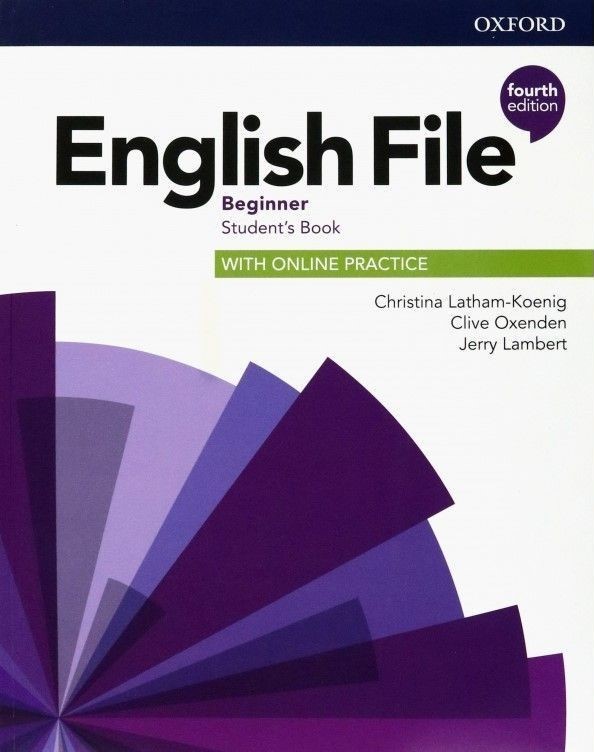 OXFORD
fourth
edition
English File
Beginner
Student's Book
WITH ONLINE PRACTICE
Christina Latham-Koenig
Clive Oxenden
Jerry Lambert